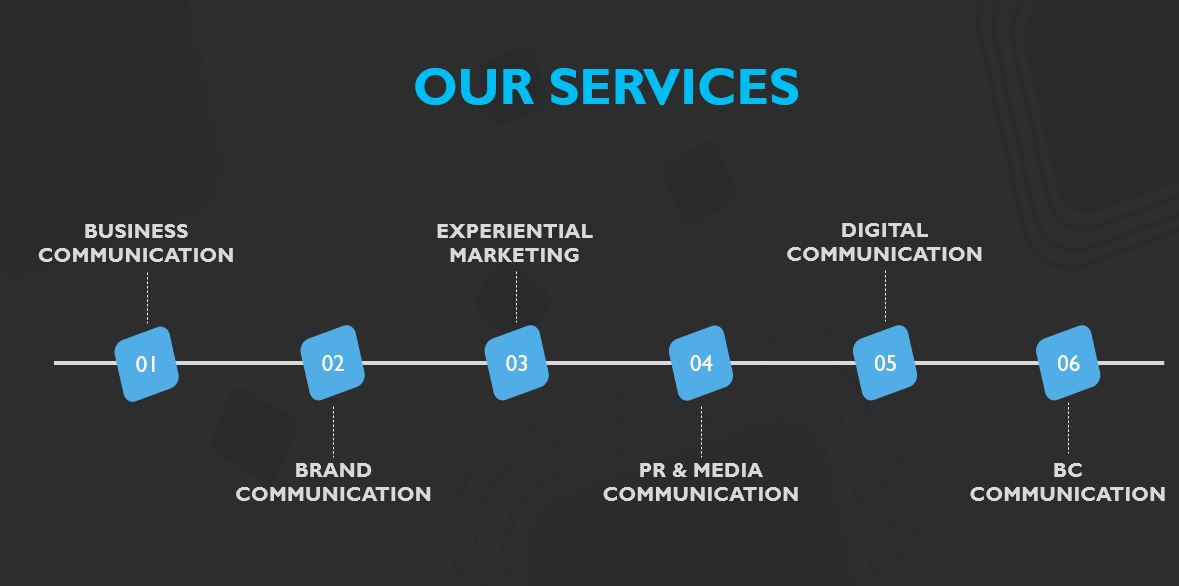 OUR SERVICES
BUSINESS
COMMUNICATION
EXPERIENTIAL
MARKETING
DIGITAL
COMMUNICATION
01
02
03
04
05
06
BRAND
COMMUNICATION
PR & MEDIA
COMMUNICATION
BC
COMMUNICATION